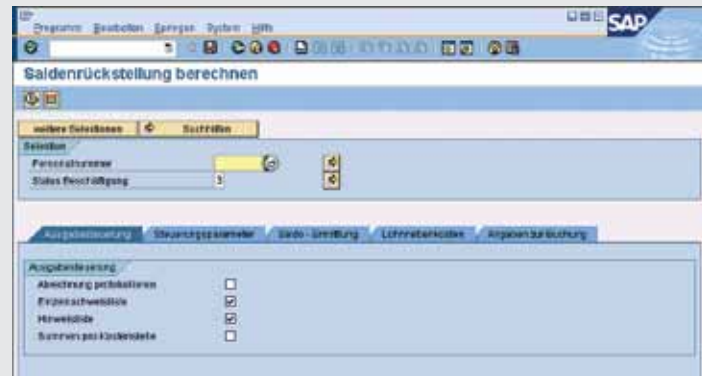 Programm Bearbeiten Springen System Hilfe
SAP
Saldenrückstellung berechnen
weitere Selektionen Suchhilfen
Selektion
Personalnummer
Status Beschäftigung 3
Ausgabesteuerung Steuerungsparameter Saldo - Ermittlung Lohnnebenkosten Angaben zur Buchung
Ausgabesteuerung
Abrechnung protokollieren
Einzelnachweisliste
Hinweisliste
Summen pro Kostenstelle